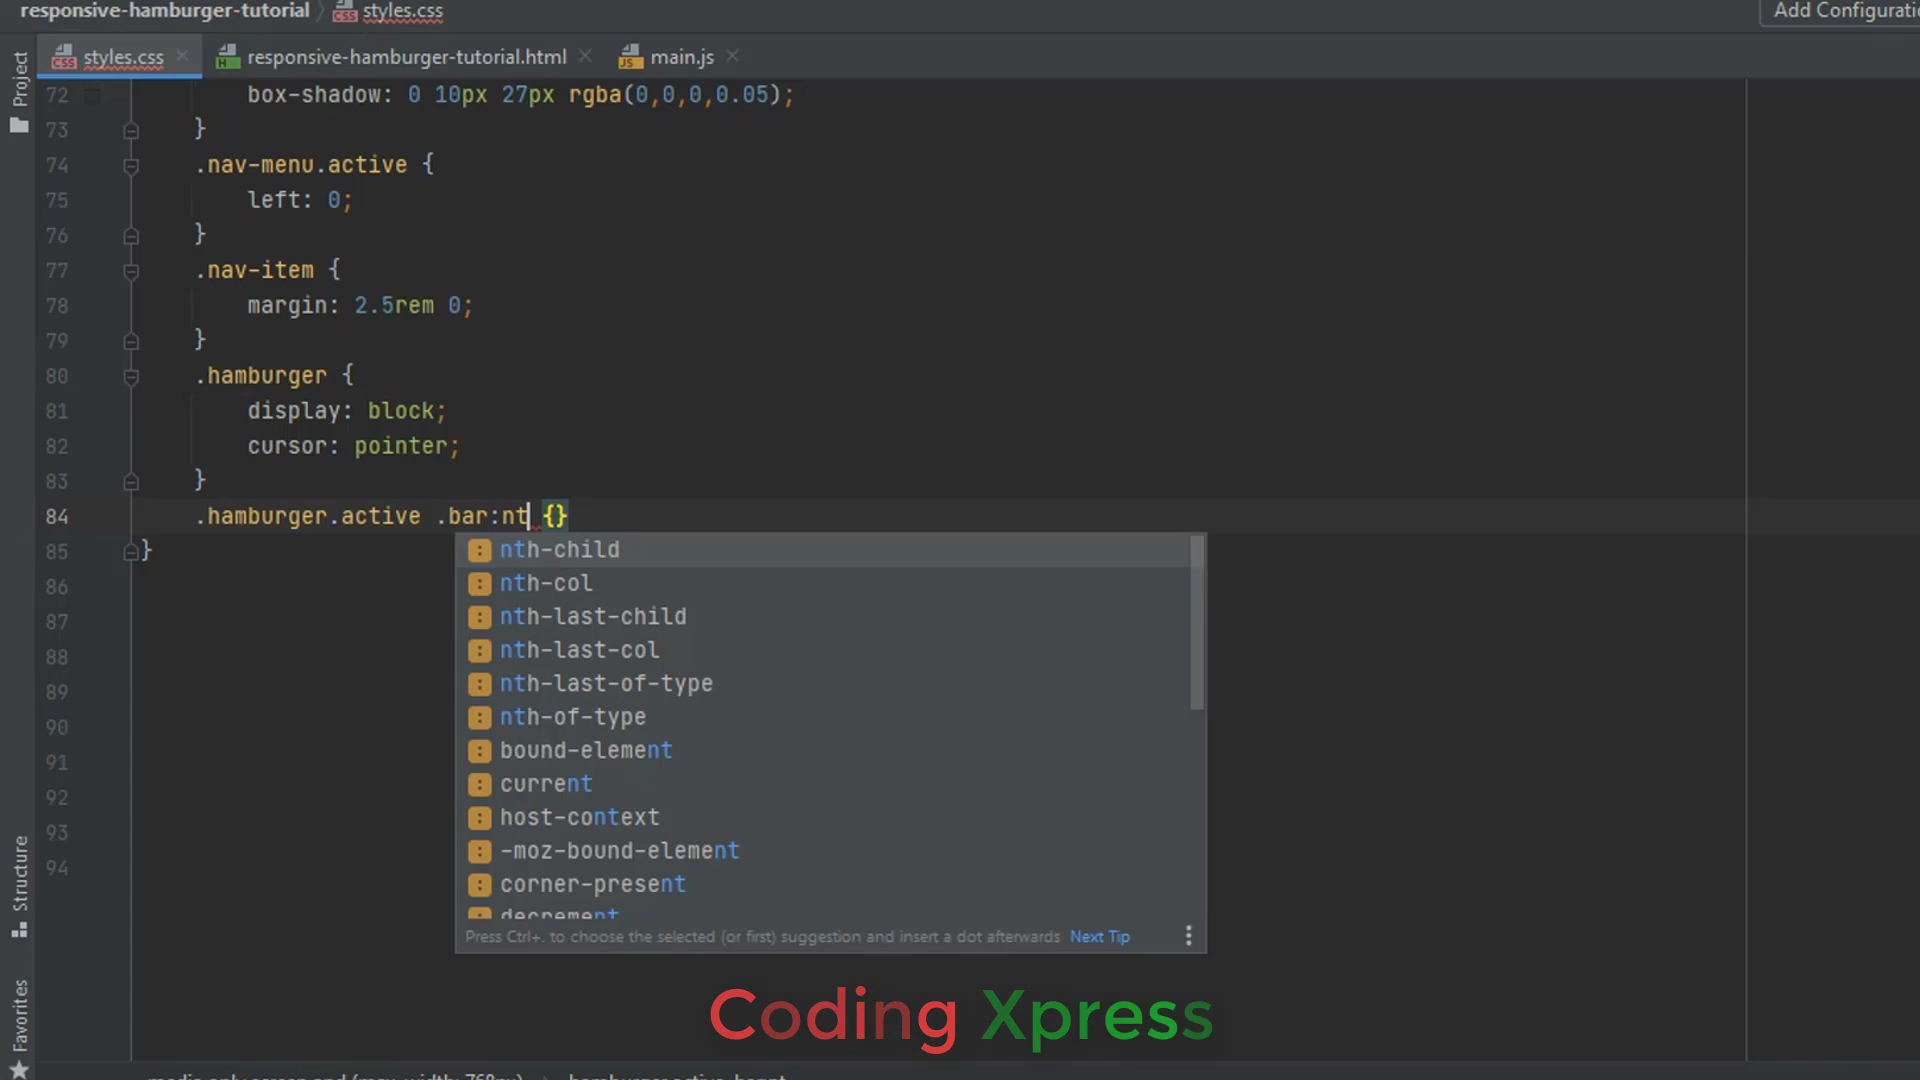 responsive-hamburger-tutorial styles.css
Add Configurati
styles.css responsive-hamburger-tutorial.html main.js
Project
72 box-shadow: 0 10px 27px rgba(0,0,0,0.05);
73 }
74 .nav-menu.active {
75 left: 0;
76 }
77 .nav-item {
78 margin: 2.5rem 0;
79 }
80 .hamburger {
81 display: block;
82 cursor: pointer;
83 }
84 .hamburger.active .bar:nt {}
85 }
86
87
88
89
90
91
92
93
94
nth-child
nth-col
nth-last-child
nth-last-col
nth-last-of-type
nth-of-type
bound-element
current
host-context
-moz-bound-element
corner-present
decrement
Press Ctrl+. to choose the selected (or first) suggestion and insert a dot afterwards Next Tip
Structure
Favorites
Coding Xpress